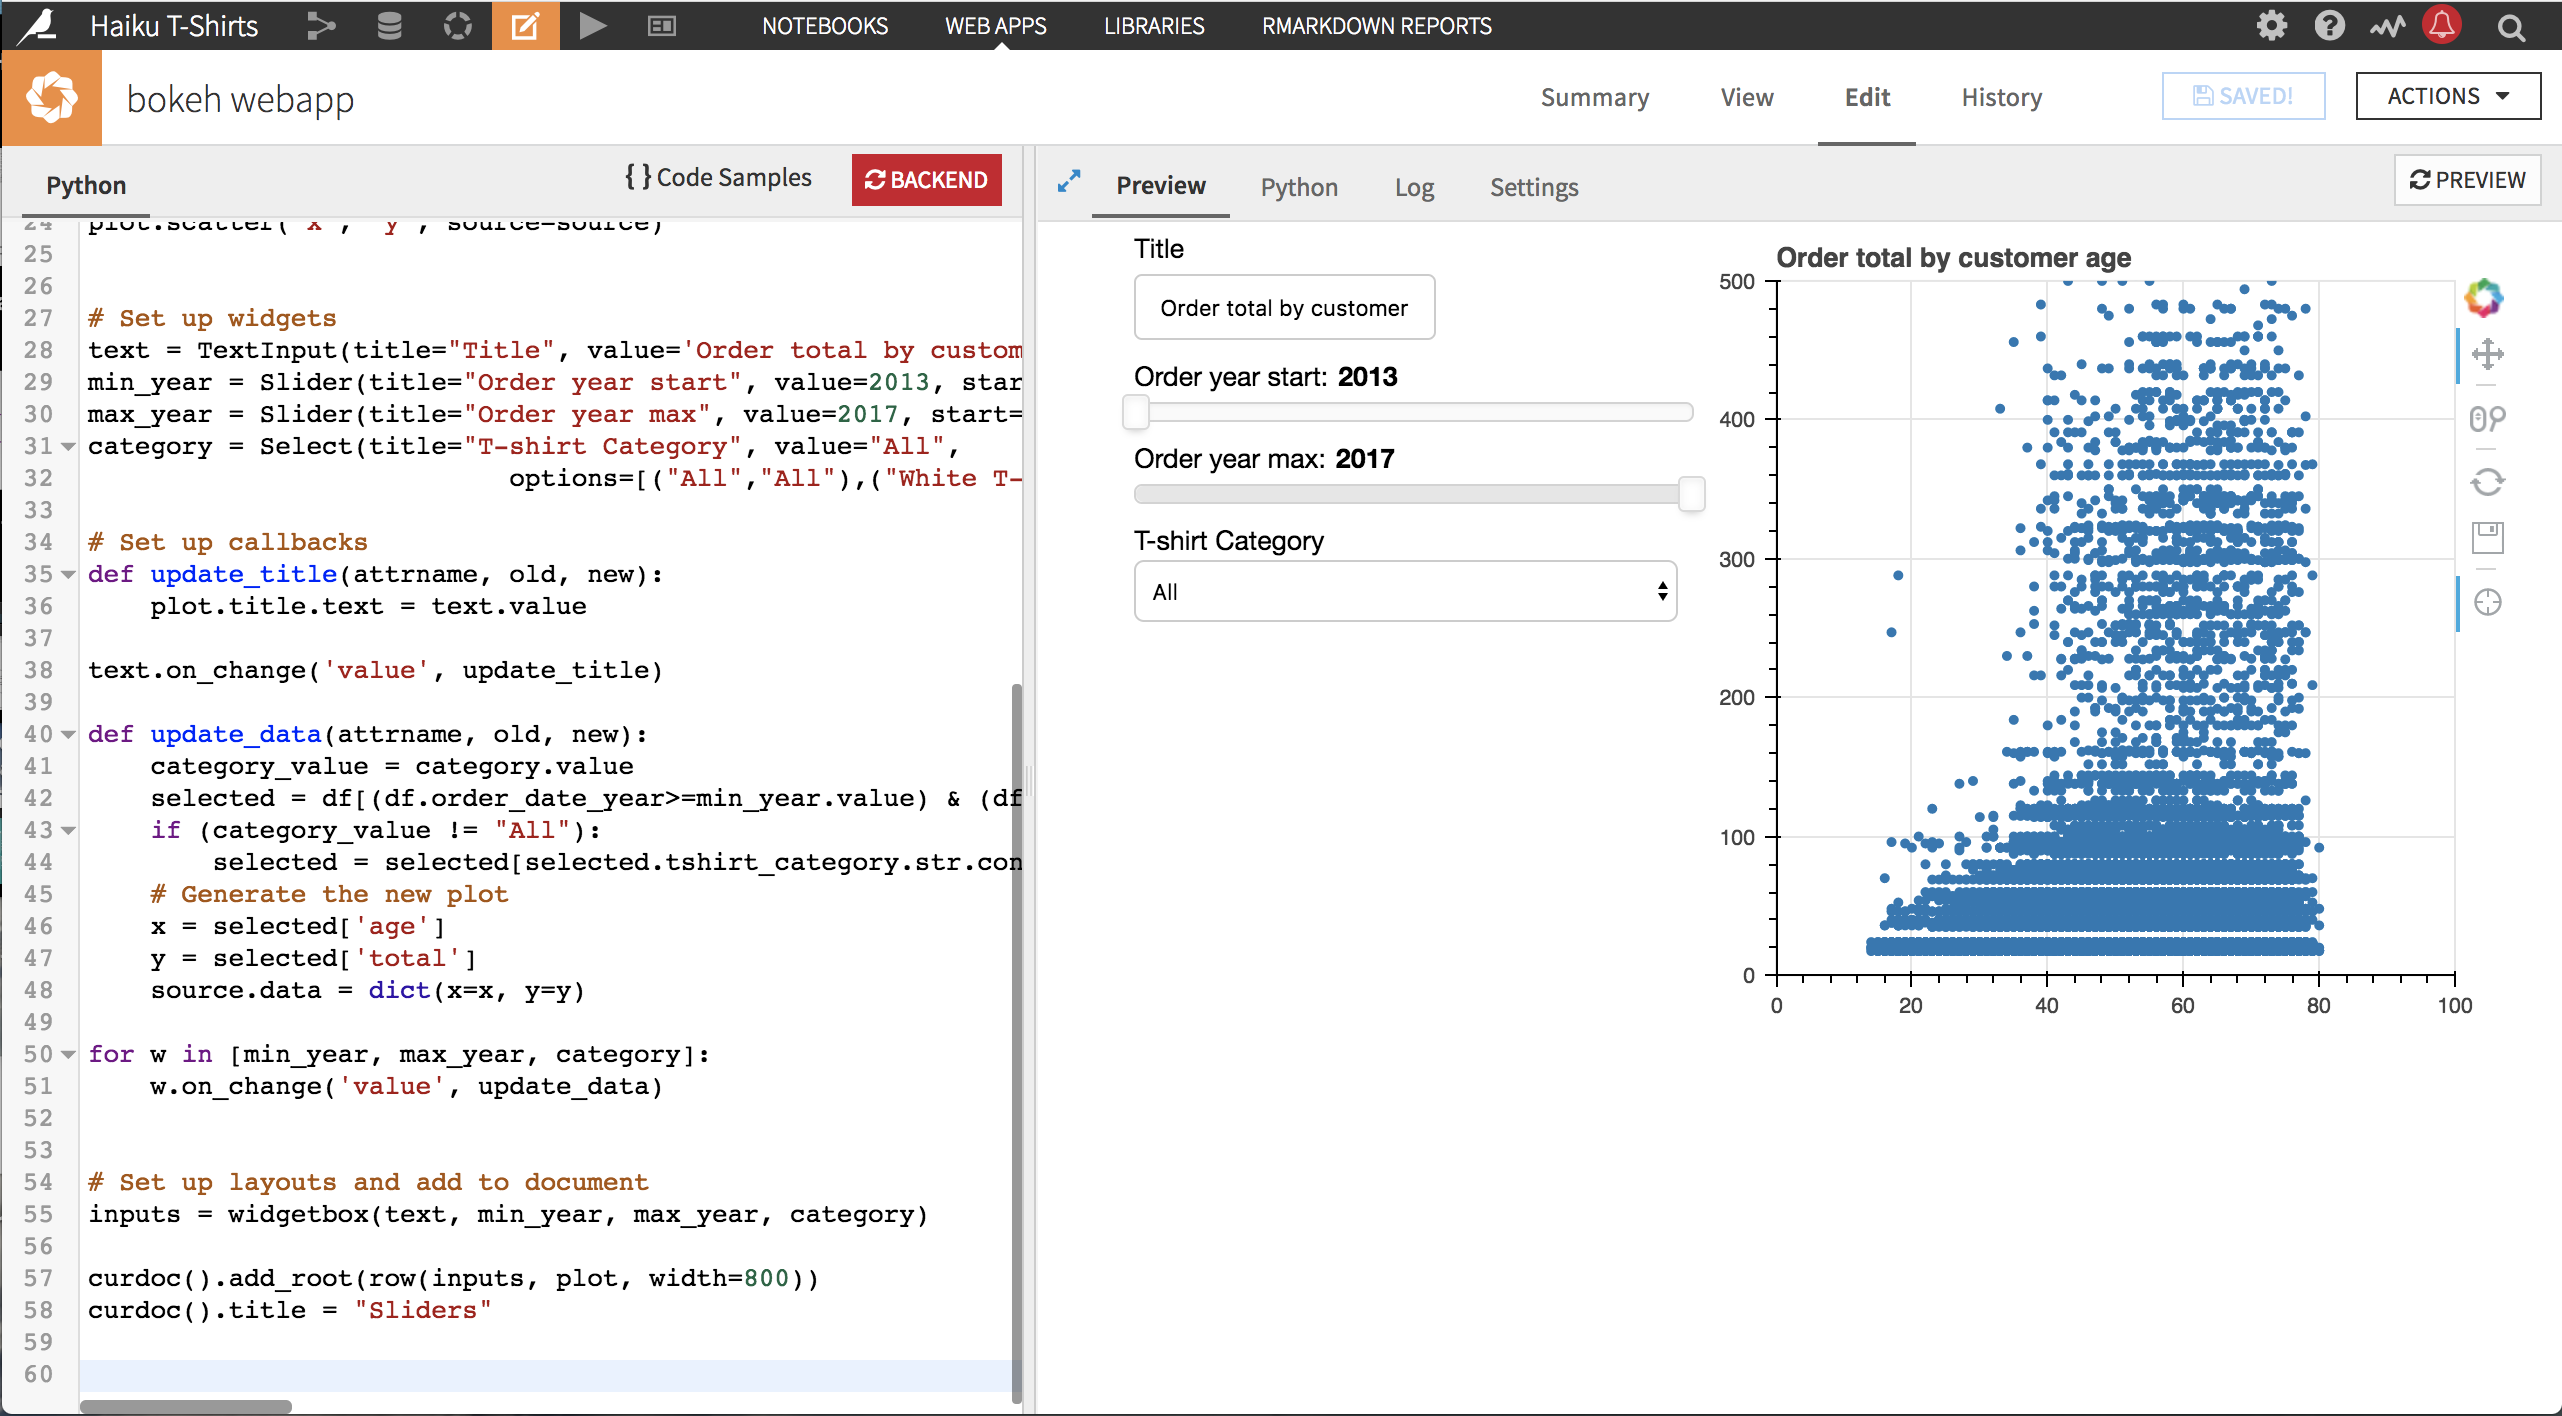 Haiku T-Shirts
NOTEBOOKS WEB APPS LIBRARIES RMARKDOWN REPORTS
bokeh webapp
Summary View Edit History SAVED! ACTIONS
Python { } Code Samples BACKEND
24 plot.scatter('x', 'y', source=source)
25
26
27 # Set up widgets
28 text = TextInput(title="Title", value='Order total by custom
29 min_year = Slider(title="Order year start", value=2013, star
30 max_year = Slider(title="Order year max", value=2017, start=
31 category = Select(title="T-shirt Category", value="All",
32 options=[("All","All"),("White T-
33
34 # Set up callbacks
35 def update_title(attrname, old, new):
36 plot.title.text = text.value
37
38 text.on_change('value', update_title)
39
40 def update_data(attrname, old, new):
41 category_value = category.value
42 selected = df[(df.order_date_year>=min_year.value) & (df
43 if (category_value != "All"):
44 selected = selected[selected.tshirt_category.str.con
45 # Generate the new plot
46 x = selected['age']
47 y = selected['total']
48 source.data = dict(x=x, y=y)
49
50 for w in [min_year, max_year, category]:
51 w.on_change('value', update_data)
52
53
54 # Set up layouts and add to document
55 inputs = widgetbox(text, min_year, max_year, category)
56
57 curdoc().add_root(row(inputs, plot, width=800))
58 curdoc().title = "Sliders"
59
60
Preview Python Log Settings PREVIEW
Title
Order total by customer
Order year start: 2013
Order year max: 2017
T-shirt Category
All
Order total by customer age
500
400
300
200
100
0
0 20 40 60 80 100